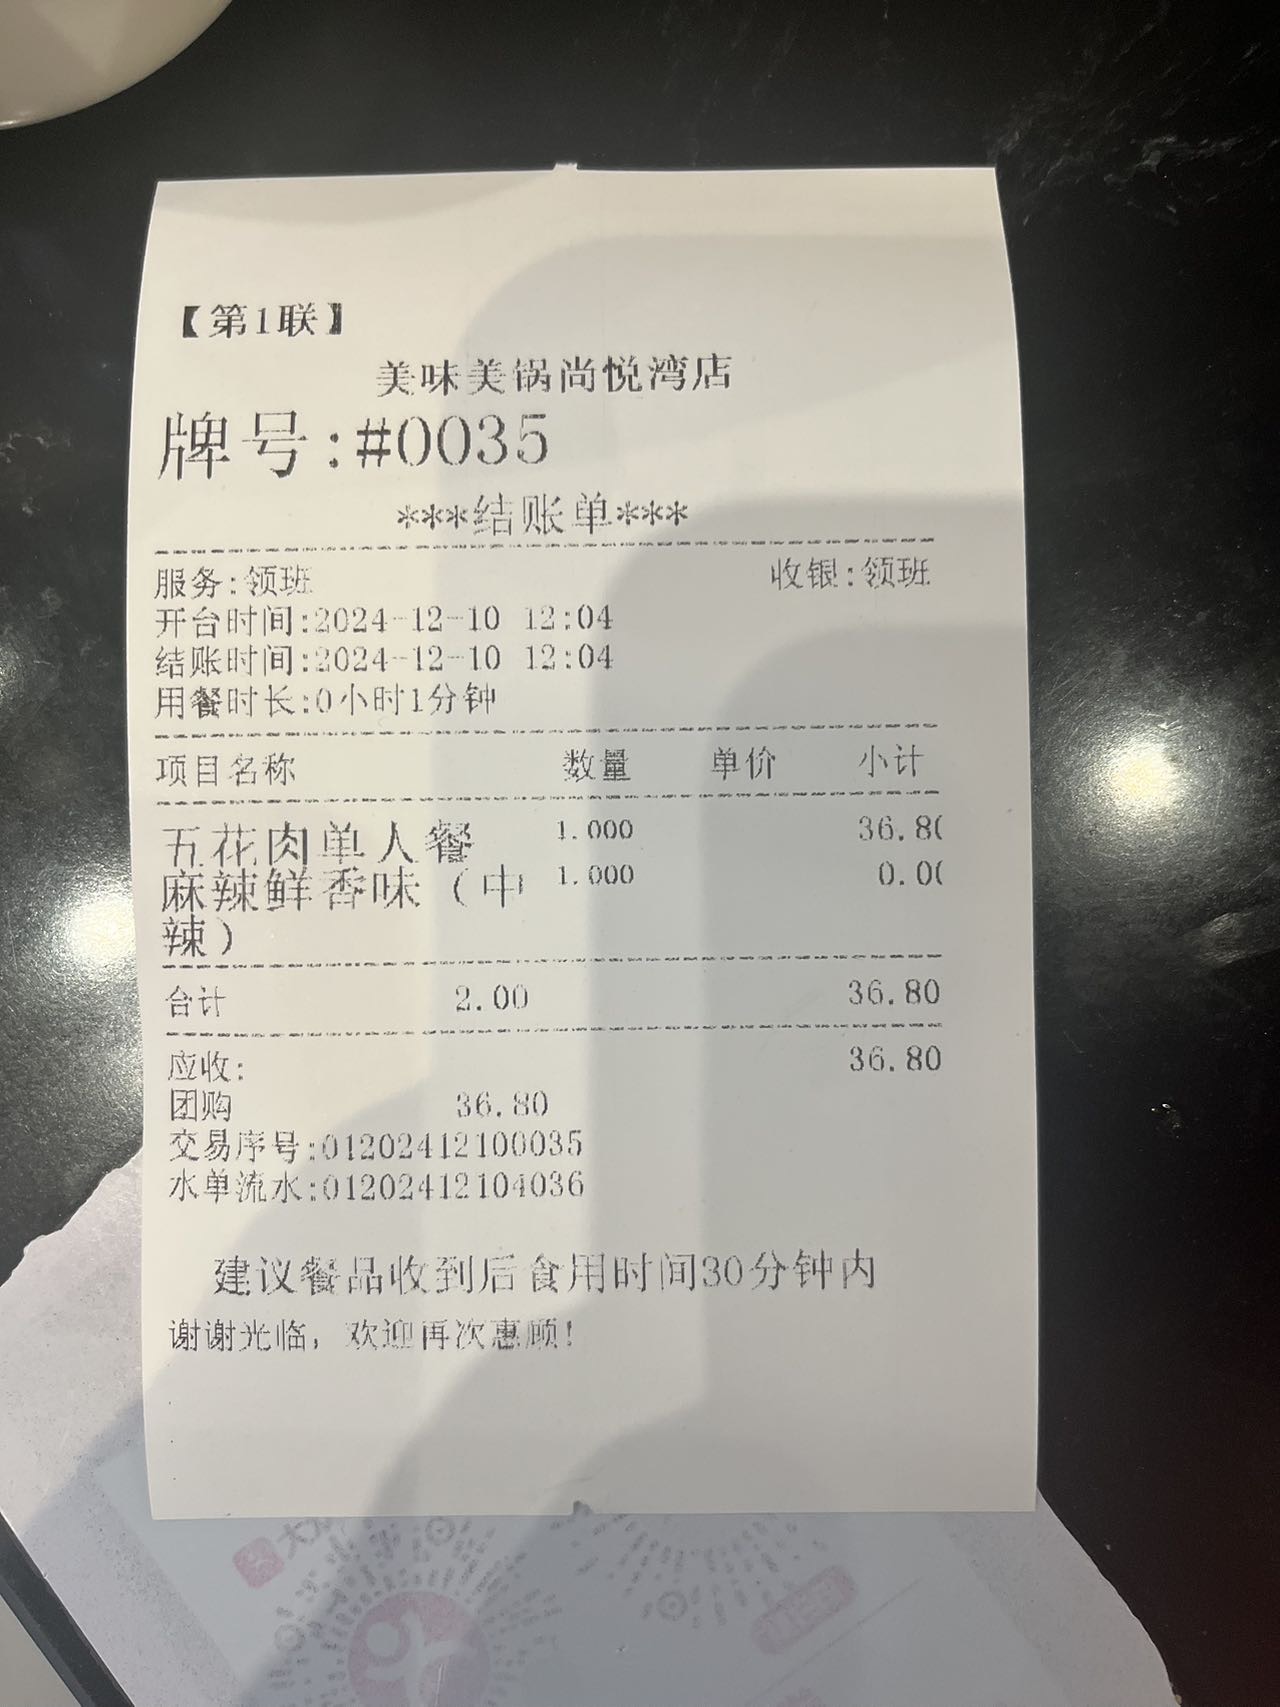 【第1联】
美味美锅尚悦湾店
牌号:#0035
***结账单***
服务:领班 收银:领班
开台时间:2024-12-10 12:04
结账时间:2024-12-10 12:04
用餐时长:0小时1分钟
项目名称 数量 单价 小计
五花肉单人餐 1.000 36.80
麻辣鲜香味（中 1.000 0.00
辣）
合计 2.00 36.80
应收: 36.80
团购 36.80
交易序号:01202412100035
水单流水:01202412104036
建议餐品收到后食用时间30分钟内
谢谢光临，欢迎再次惠顾！